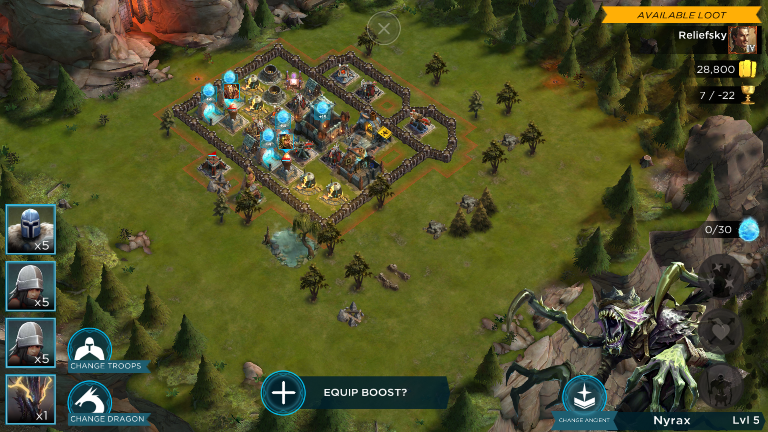 AVAILABLE LOOT
Reliefsky
IV
28,800
7 / -22
0/30
x5
x5
x5
CHANGE TROOPS
x1
CHANGE DRAGON
EQUIP BOOST?
CHANGE ANCIENT
Nyrax Lvl 5